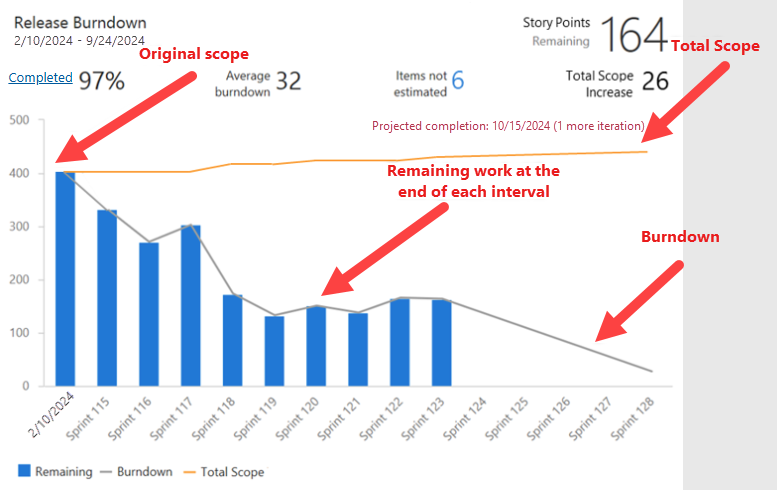 Release Burndown
2/10/2024 - 9/24/2024
Original scope
Story Points
Remaining
164
Total Scope
Completed 97%
Average
burndown
32
Items not
estimated
6
Total Scope
Increase
26
Projected completion: 10/15/2024 (1 more iteration)
Remaining work at the
end of each interval
Burndown
500
400
300
200
100
0
2/10/2024
Sprint 115
Sprint 116
Sprint 117
Sprint 118
Sprint 119
Sprint 120
Sprint 121
Sprint 122
Sprint 123
Sprint 124
Sprint 125
Sprint 126
Sprint 127
Sprint 128
Remaining
Burndown
Total Scope